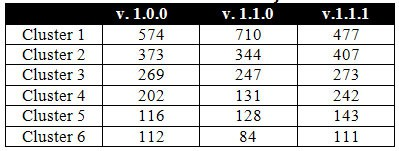 v. 1.0.0 v. 1.1.0 v.1.1.1
Cluster 1 574 710 477
Cluster 2 373 344 407
Cluster 3 269 247 273
Cluster 4 202 131 242
Cluster 5 116 128 143
Cluster 6 112 84 111